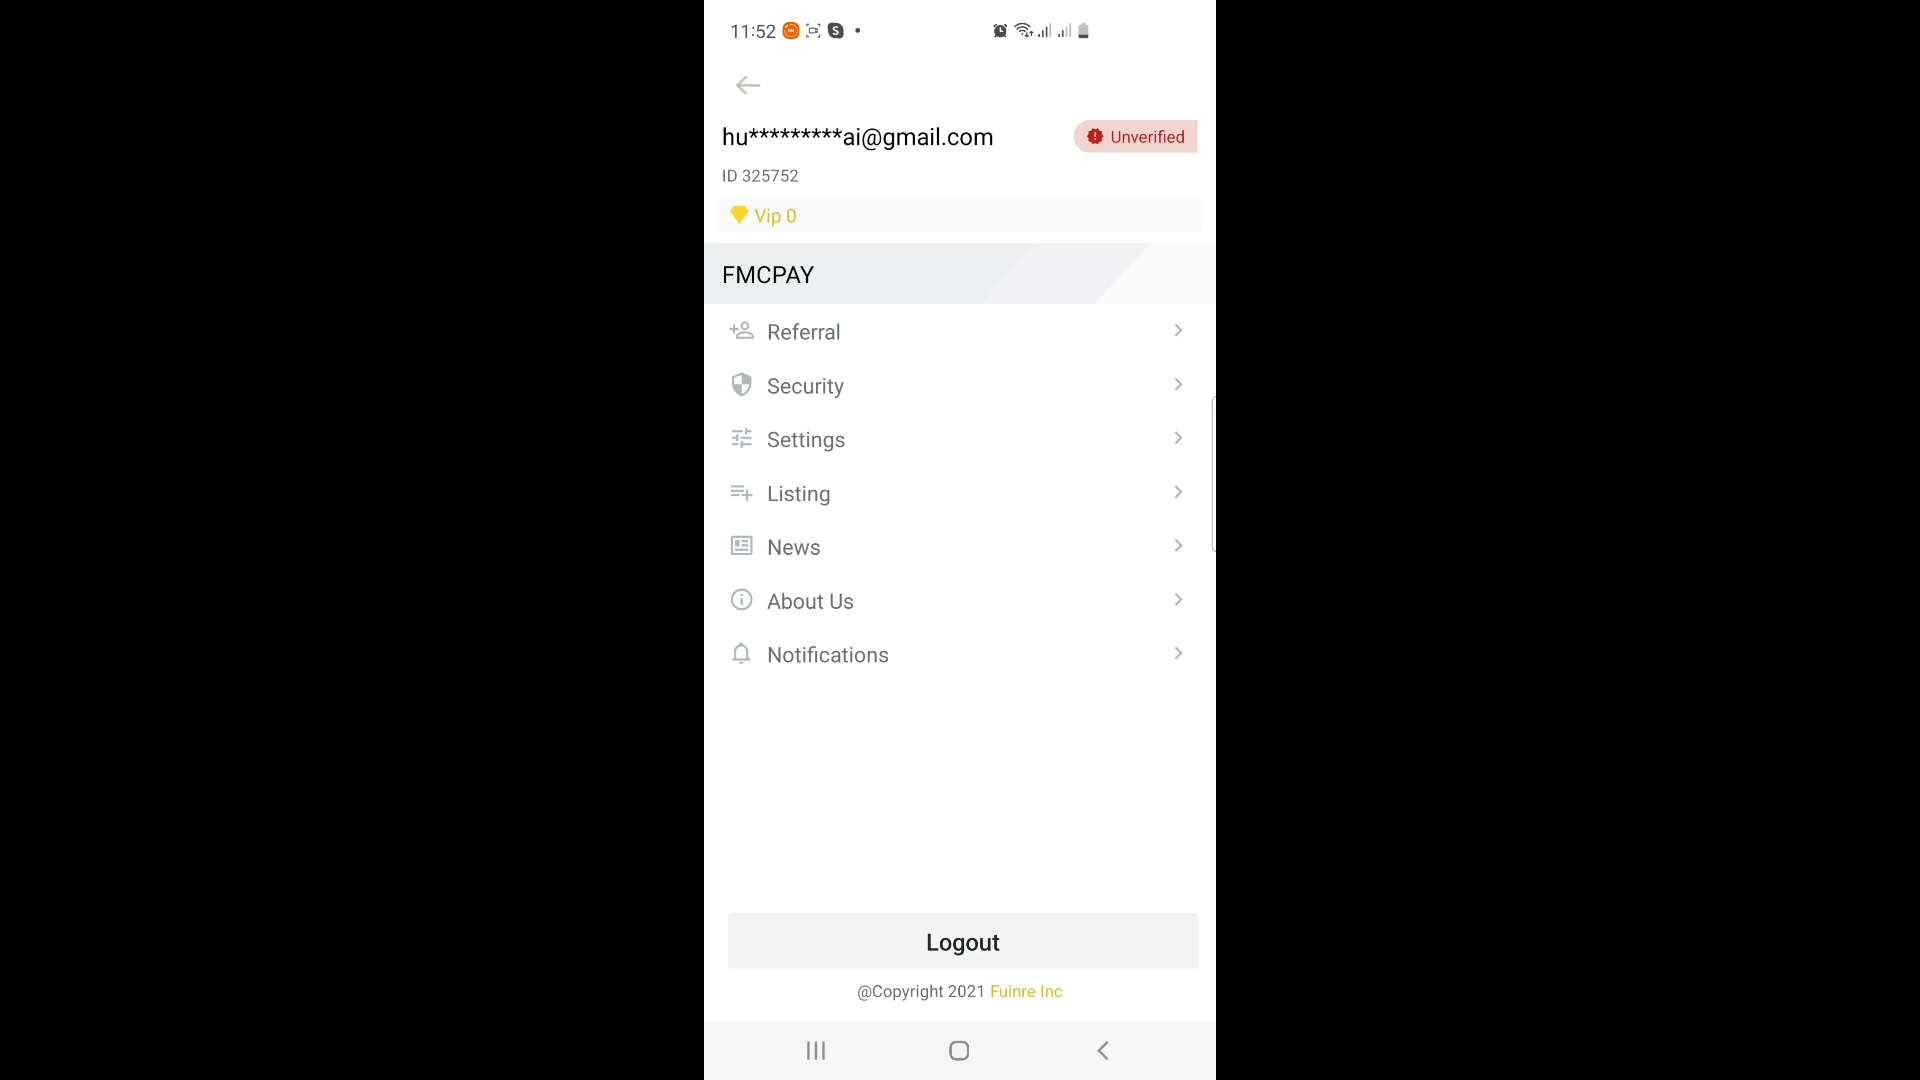 11:52
hu*********ai@gmail.com
Unverified
ID 325752
Vip 0
FMCPAY
Referral
Security
Settings
Listing
News
About Us
Notifications
Logout
@Copyright 2021 Fuinre Inc